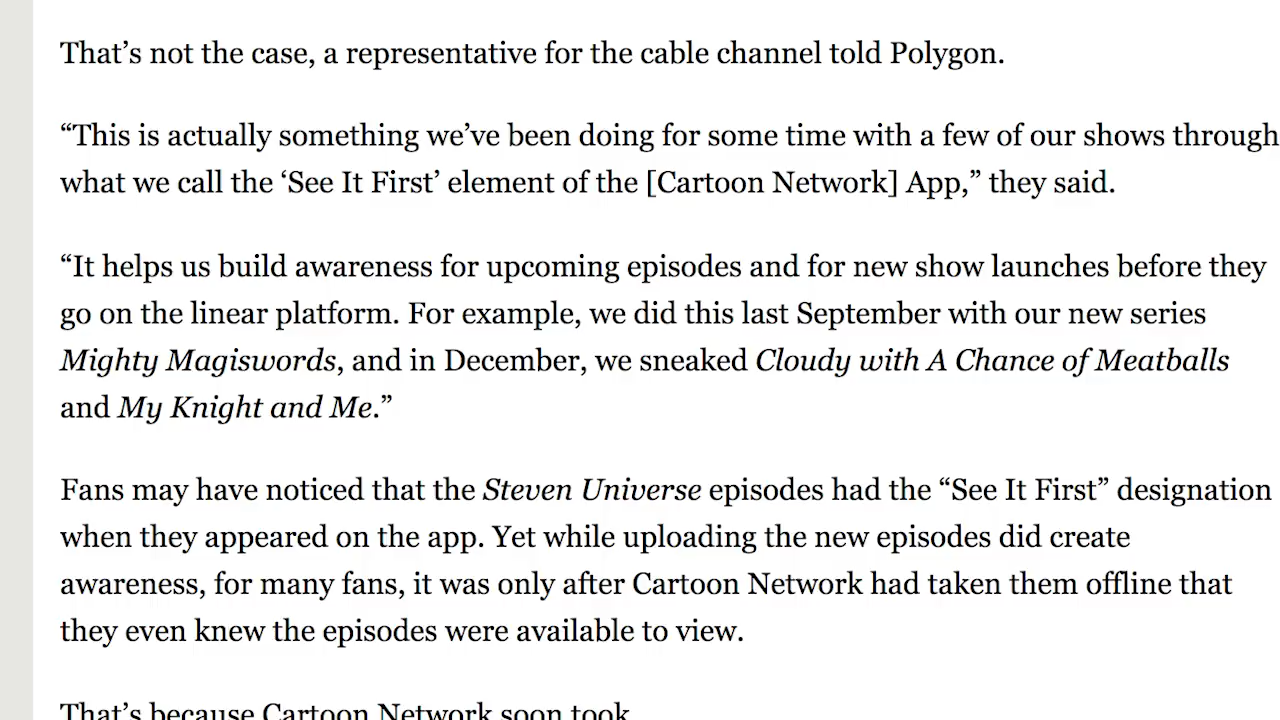 That’s not the case, a representative for the cable channel told Polygon.
“This is actually something we’ve been doing for some time with a few of our shows through
what we call the ‘See It First’ element of the [Cartoon Network] App,” they said.
“It helps us build awareness for upcoming episodes and for new show launches before they
go on the linear platform. For example, we did this last September with our new series
Mighty Magiswords, and in December, we sneaked Cloudy with A Chance of Meatballs
and My Knight and Me.”
Fans may have noticed that the Steven Universe episodes had the “See It First” designation
when they appeared on the app. Yet while uploading the new episodes did create
awareness, for many fans, it was only after Cartoon Network had taken them offline that
they even knew the episodes were available to view.
That’s because Cartoon Network soon took